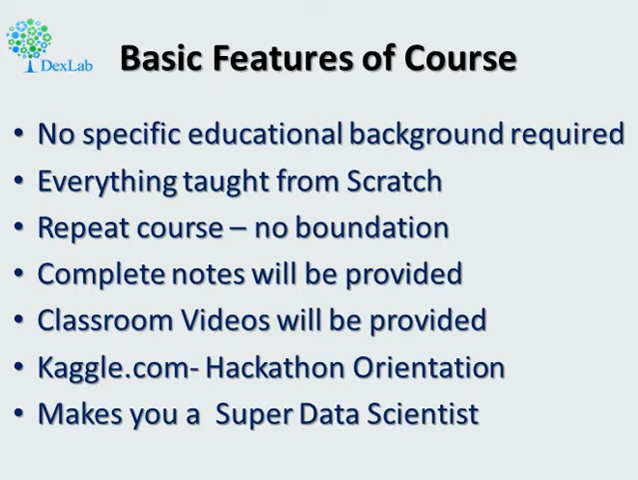 DexLab
Basic Features of Course
• No specific educational background required
• Everything taught from Scratch
• Repeat course – no boundation
• Complete notes will be provided
• Classroom Videos will be provided
• Kaggle.com- Hackathon Orientation
• Makes you a  Super Data Scientist